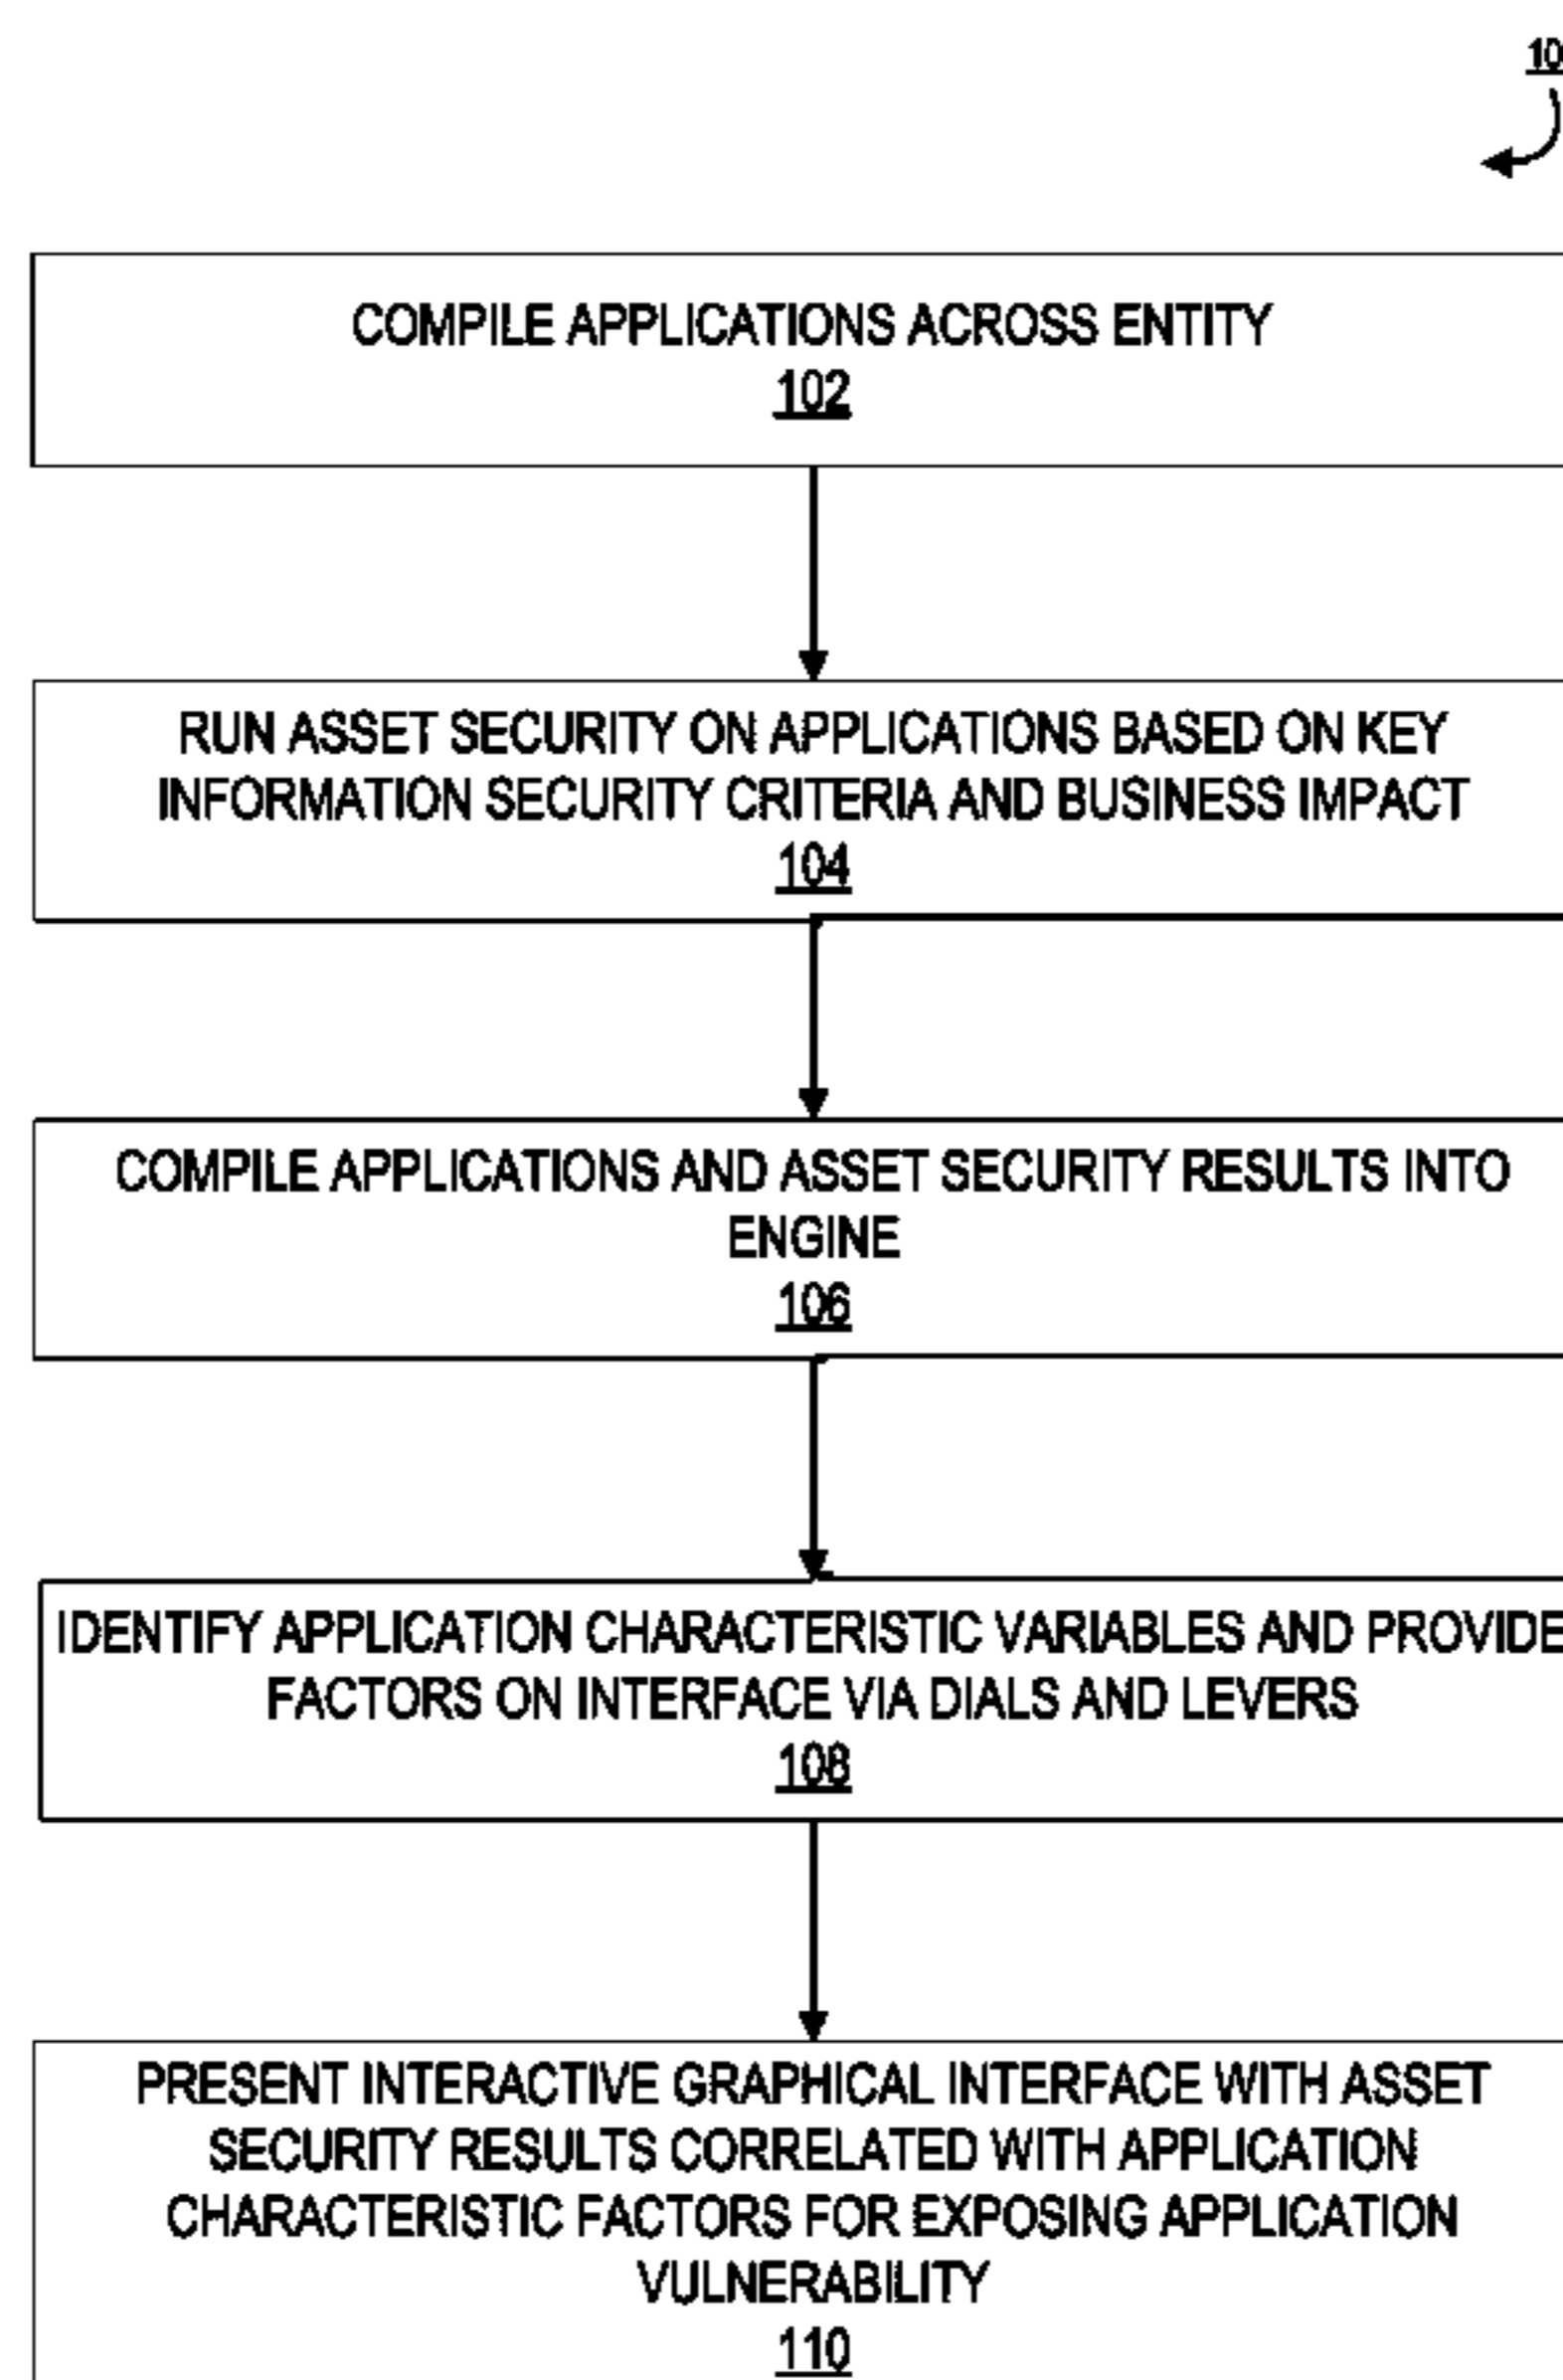 10
COMPILE APPLICATIONS ACROSS ENTITY
102
RUN ASSET SECURITY ON APPLICATIONS BASED ON KEY
INFORMATION SECURITY CRITERIA AND BUSINESS IMPACT
104
COMPILE APPLICATIONS AND ASSET SECURITY RESULTS INTO
ENGINE
106
IDENTIFY APPLICATION CHARACTERISTIC VARIABLES AND PROVIDE
FACTORS ON INTERFACE VIA DIALS AND LEVERS
108
PRESENT INTERACTIVE GRAPHICAL INTERFACE WITH ASSET
SECURITY RESULTS CORRELATED WITH APPLICATION
CHARACTERISTIC FACTORS FOR EXPOSING APPLICATION
VULNERABILITY
110